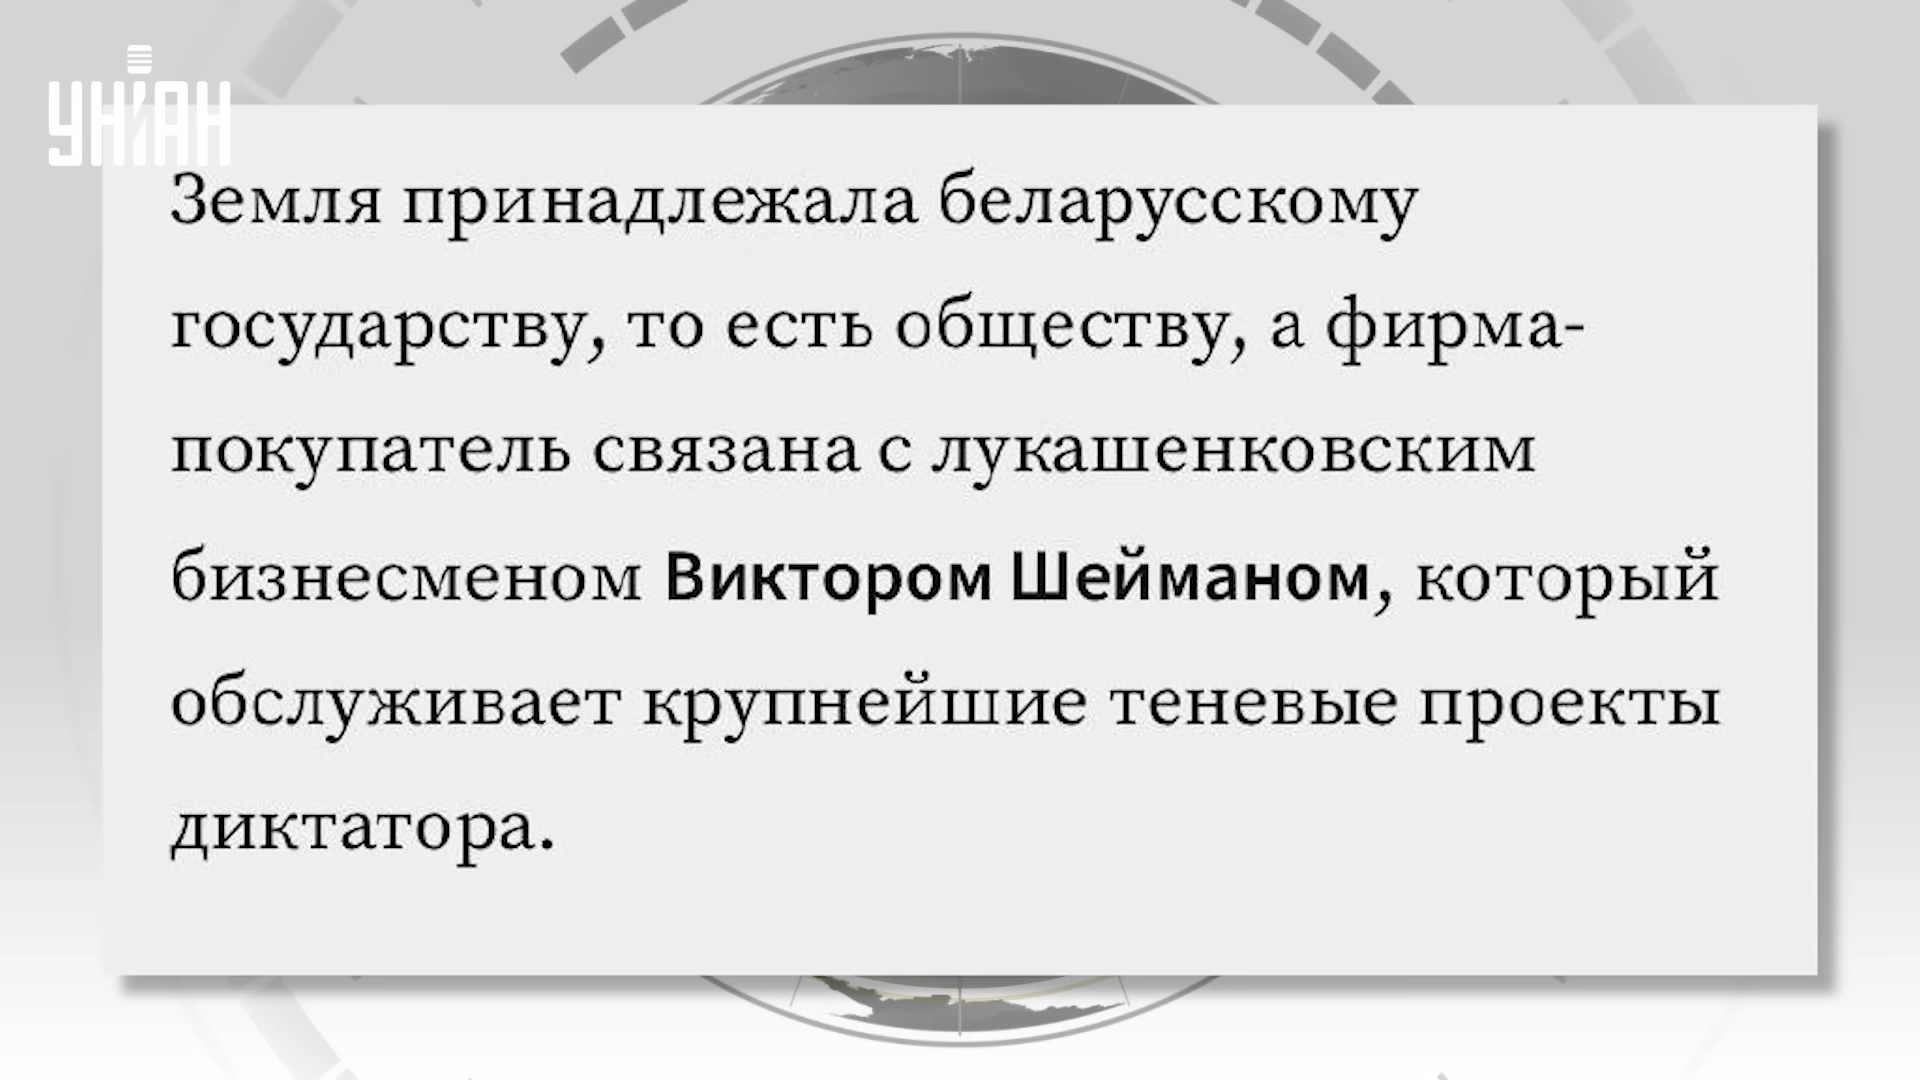 УНІАН
Земля принадлежала беларусскому
государству, то есть обществу, а фирма-
покупатель связана с лукашенковским
бизнесменом Виктором Шейманом, который
обслуживает крупнейшие теневые проекты
диктатора.